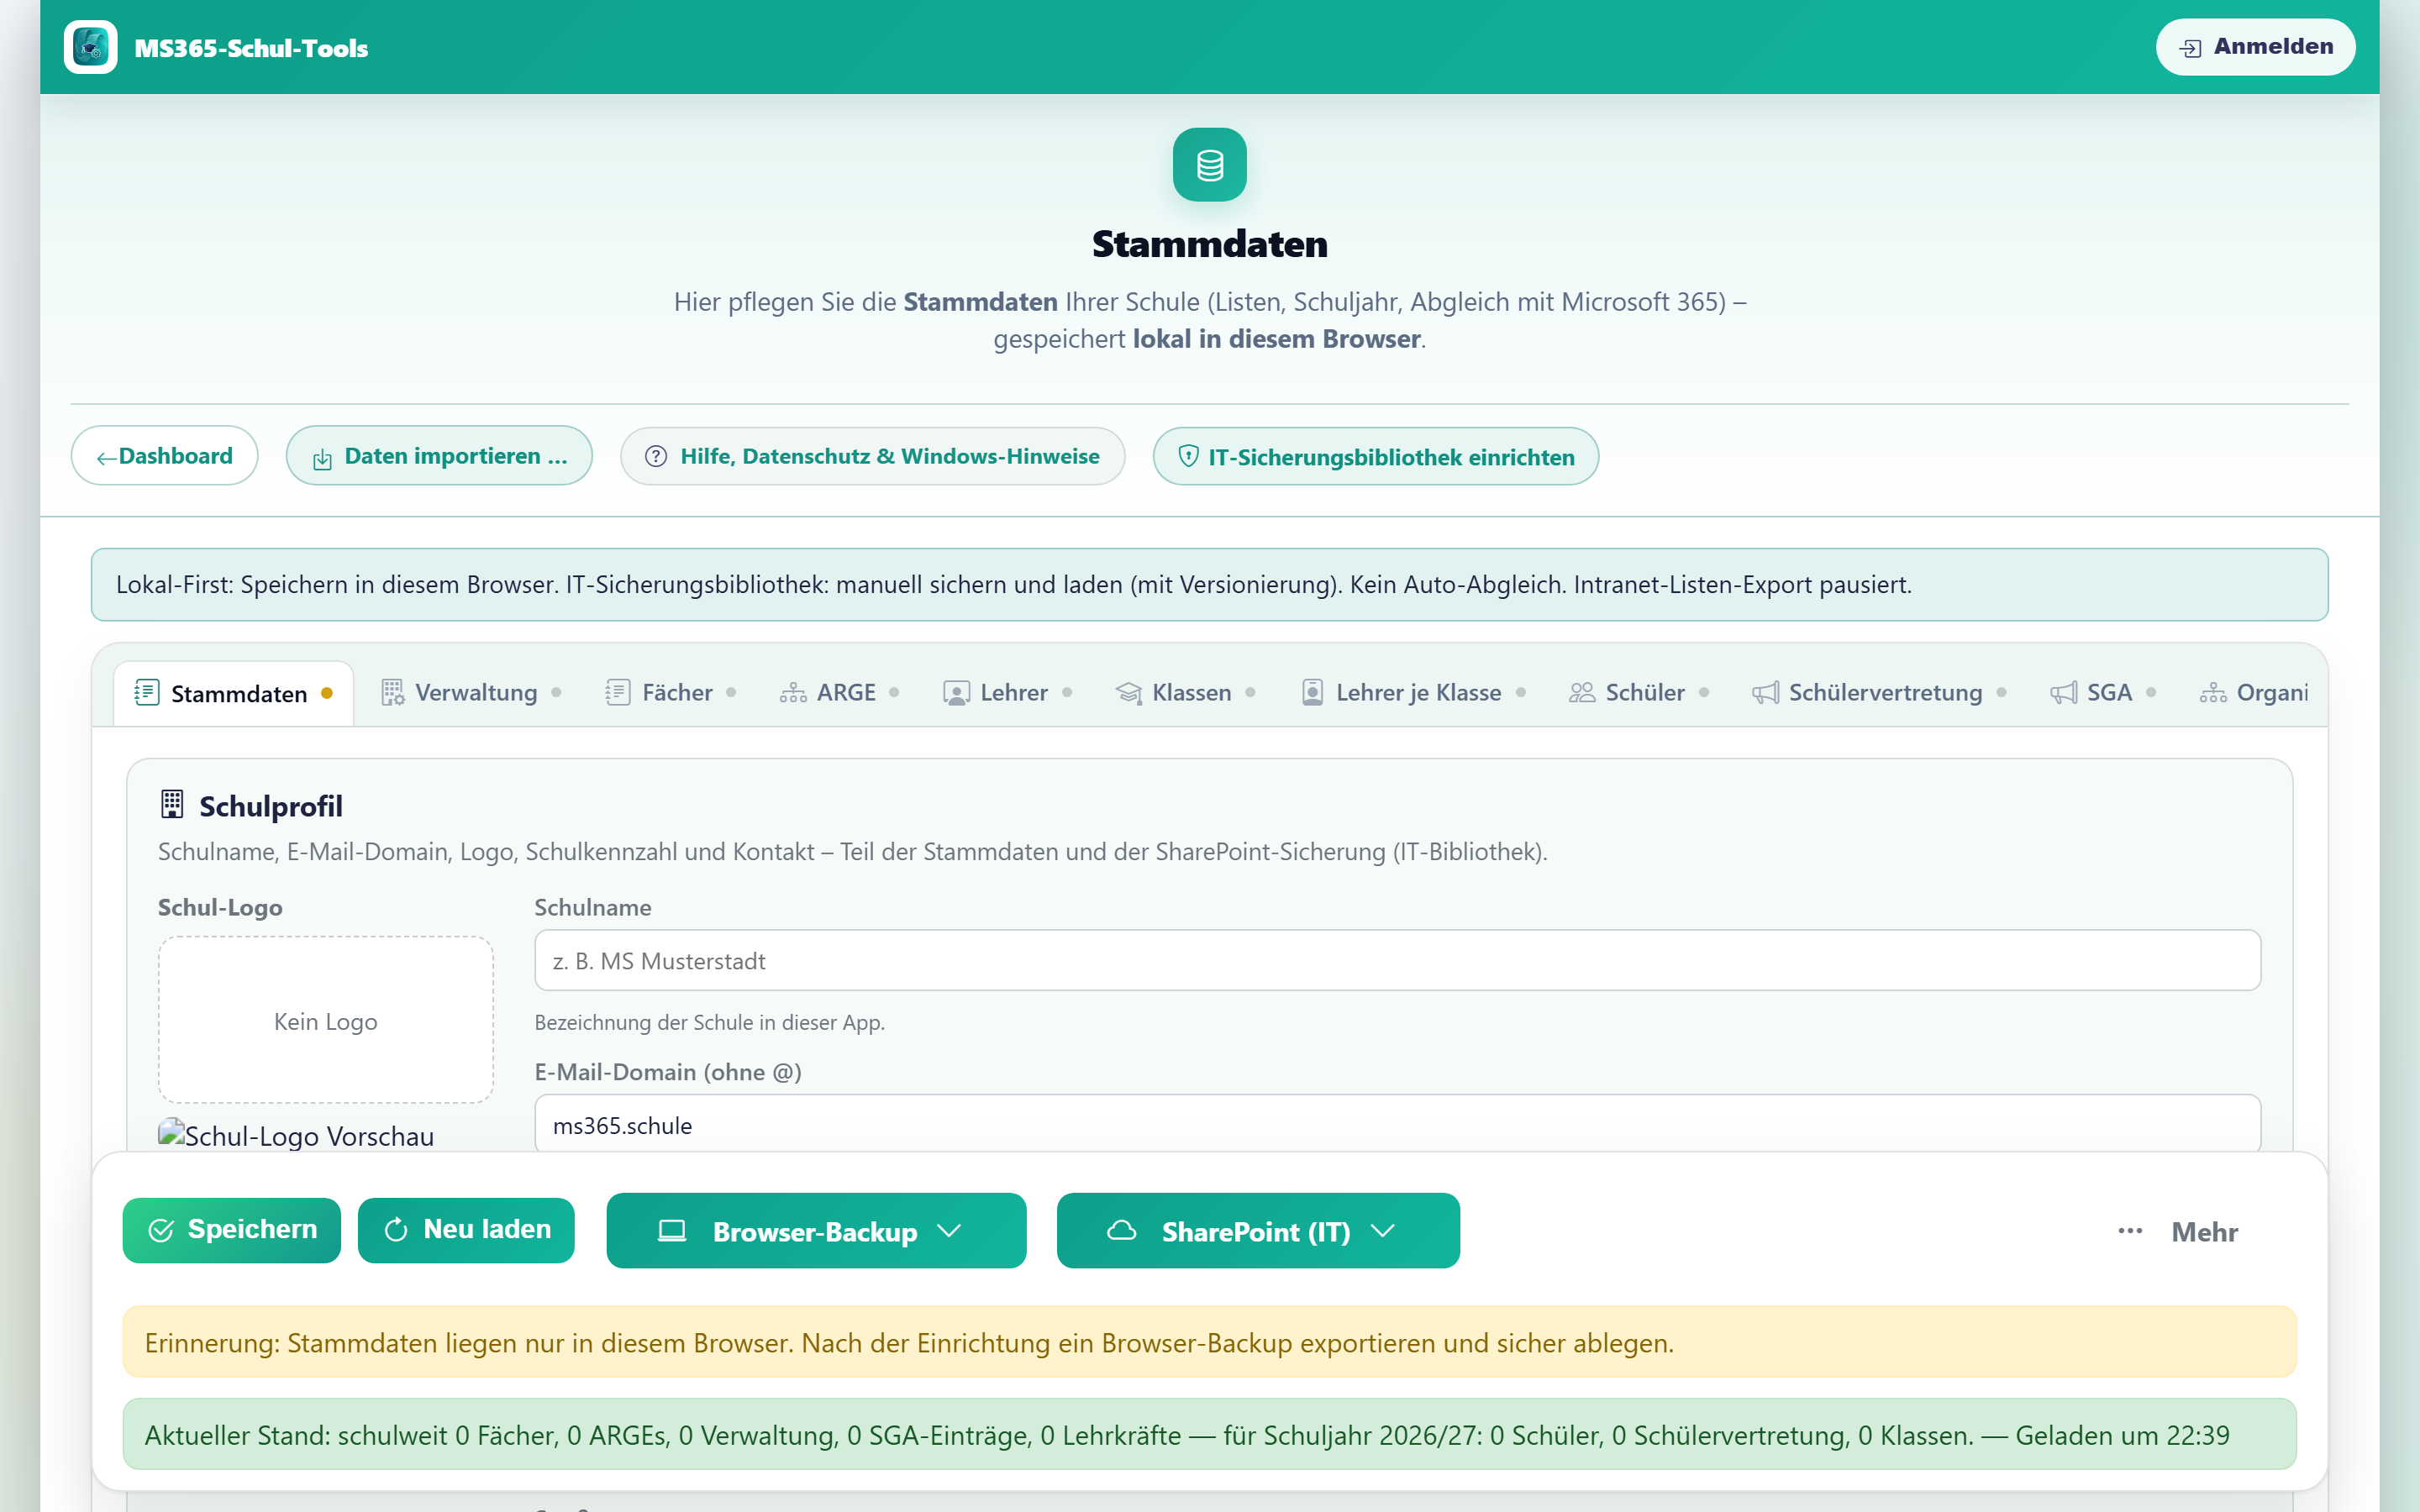 MS365-Schul-Tools
Anmelden
Stammdaten
Hier pflegen Sie die Stammdaten Ihrer Schule (Listen, Schuljahr, Abgleich mit Microsoft 365) –
gespeichert lokal in diesem Browser.
←Dashboard
Daten importieren ...
Hilfe, Datenschutz & Windows-Hinweise
IT-Sicherungsbibliothek einrichten
Lokal-First: Speichern in diesem Browser. IT-Sicherungsbibliothek: manuell sichern und laden (mit Versionierung). Kein Auto-Abgleich. Intranet-Listen-Export pausiert.
Stammdaten
Verwaltung
Fächer
ARGE
Lehrer
Klassen
Lehrer je Klasse
Schüler
Schülervertretung
SGA
Organi
Schulprofil
Schulname, E-Mail-Domain, Logo, Schulkennzahl und Kontakt – Teil der Stammdaten und der SharePoint-Sicherung (IT-Bibliothek).
Schul-Logo
Kein Logo
Schul-Logo Vorschau
Schulname
z. B. MS Musterstadt
Bezeichnung der Schule in dieser App.
E-Mail-Domain (ohne @)
ms365.schule
Speichern
Neu laden
Browser-Backup
SharePoint (IT)
... Mehr
Erinnerung: Stammdaten liegen nur in diesem Browser. Nach der Einrichtung ein Browser-Backup exportieren und sicher ablegen.
Aktueller Stand: schulweit 0 Fächer, 0 ARGEs, 0 Verwaltung, 0 SGA-Einträge, 0 Lehrkräfte — für Schuljahr 2026/27: 0 Schüler, 0 Schülervertretung, 0 Klassen. — Geladen um 22:39